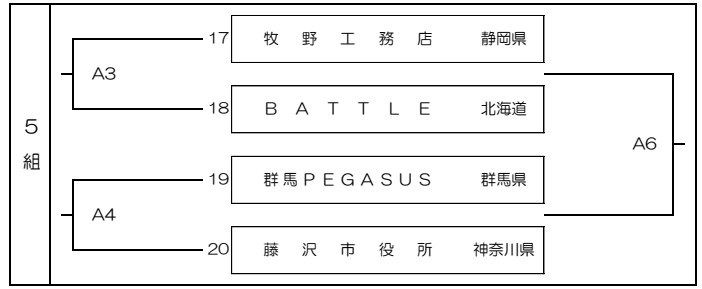 5組
17 牧野工務店 静岡県
A3
18 ＢＡＴＴＬＥ 北海道
A6
19 群馬ＰＥＧＡＳＵＳ 群馬県
A4
20 藤沢市役所 神奈川県